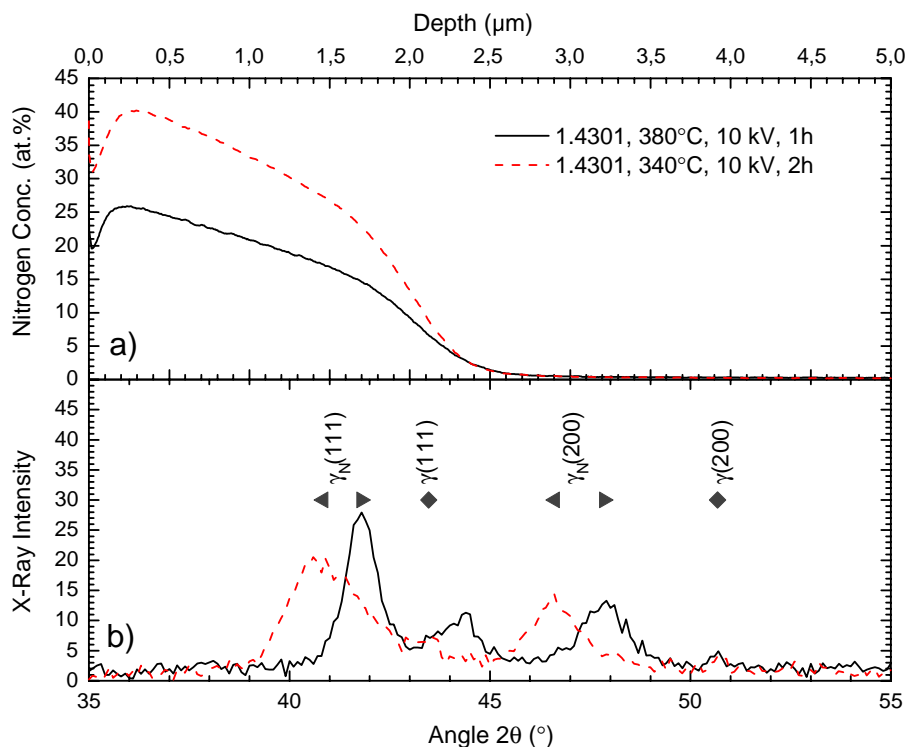 Depth (µm)
0,0 0,5 1,0 1,5 2,0 2,5 3,0 3,5 4,0 4,5 5,0
45
40
35
30
25
20
15
10
5
0
Nitrogen Conc. (at.%)
1.4301, 380°C, 10 kV, 1h
1.4301, 340°C, 10 kV, 2h
a)
45
40
35
30
25
20
15
10
5
0
X-Ray Intensity
γN(111)
γ(111)
γN(200)
γ(200)
b)
35 40 45 50 55
Angle 2θ (°)